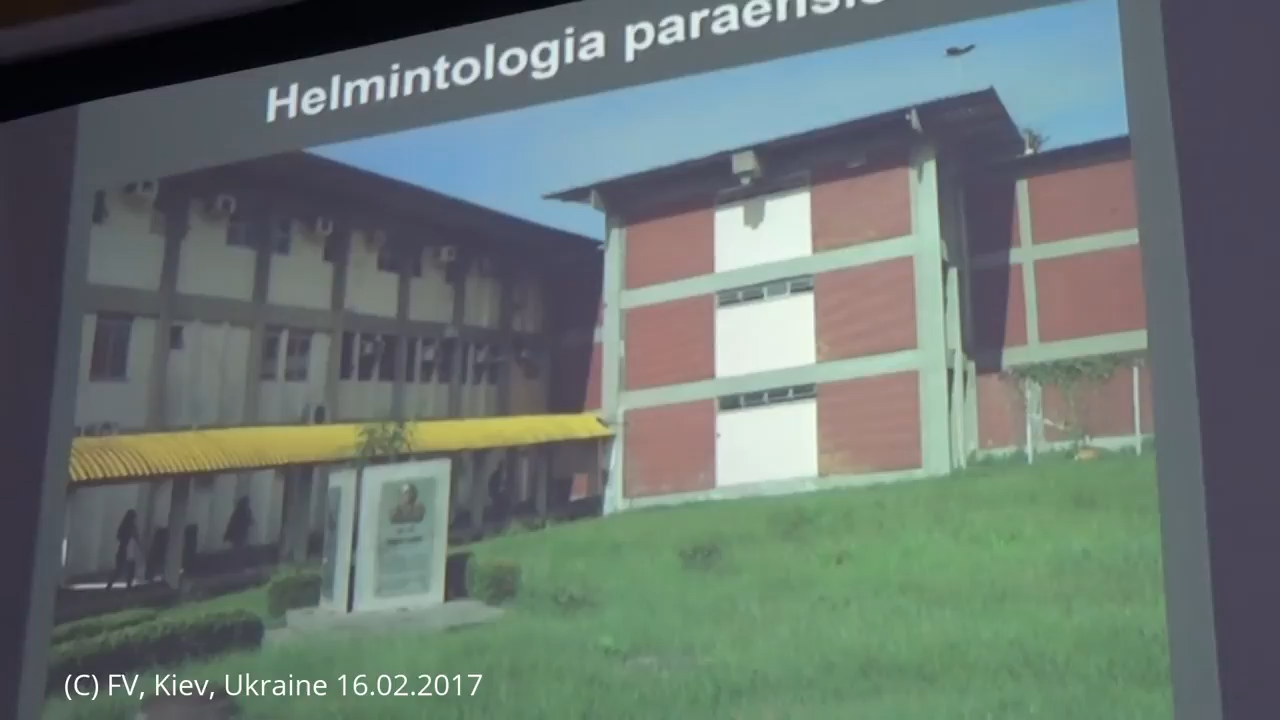 Helmintologia paraensis
(C) FV, Kiev, Ukraine 16.02.2017